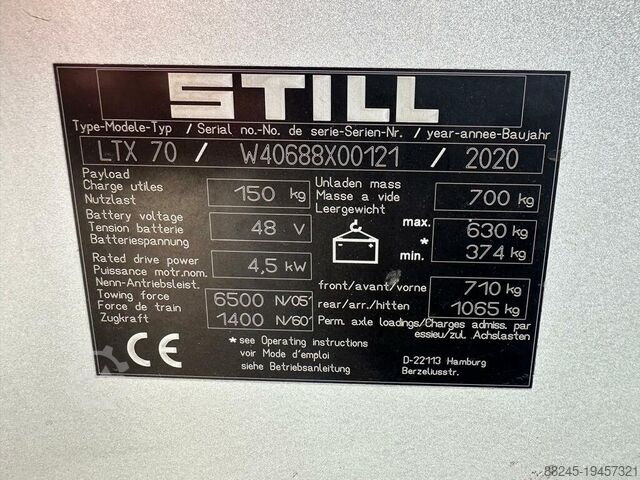 STILL
Type-Modele-Typ / Serial no.-No. de serie-Serien-Nr. / year-annee-Baujahr
LTX 70 / W40688X00121 / 2020
Payload
Charge utiles
Nutzlast
150 kg
Unladen mass
Masse a vide
Leergewicht
700 kg
Battery voltage
Tension batterie
Batteriespannung
48 V
max. 630 kg
*
min. 374 kg
Rated drive power
Puissance motr.nom.
Nenn-Antriebsleist.
4,5 kW
front/avant/vorne 710 kg
rear/arr./hitten 1065 kg
Towing force
Force de train
Zugkraft
6500 N/05'
1400 N/60'
Perm. axle loadings/Charges admiss. par
essieu/zul. Achslasten
CE
* see Operating instructions
voir Mode d'emploi
siehe Betriebsanleitung
D-22113 Hamburg
Berzeliusstr.
88245-19457321